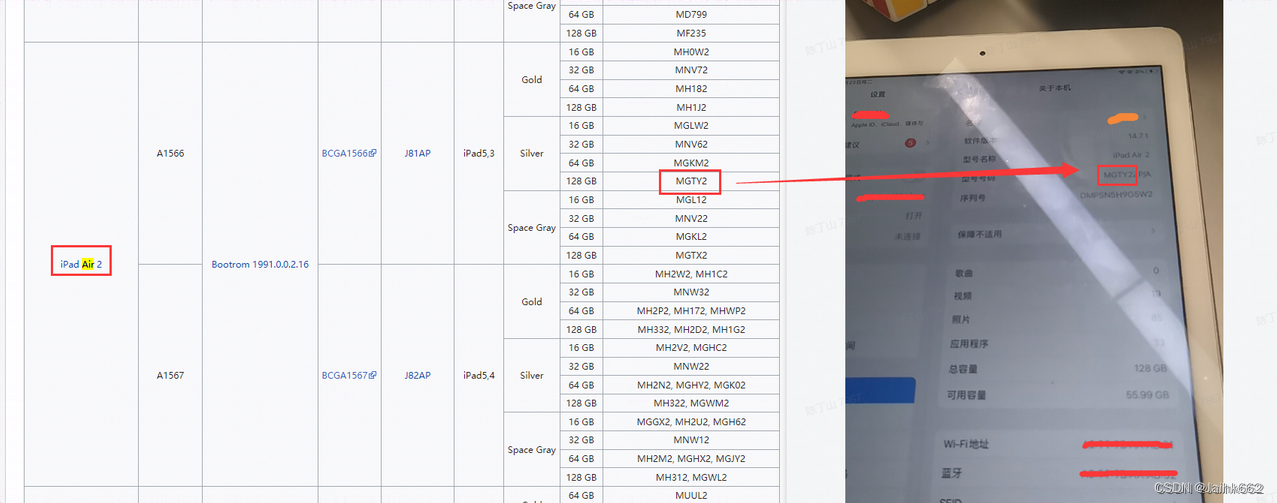 Space Gray
64 GB MD799
128 GB MF235
iPad Air 2
Bootrom 1991.0.0.2.16
A1566
BCGA1566
J81AP
iPad5,3
Gold
16 GB MH0W2
32 GB MNV72
64 GB MH182
128 GB MH1J2
Silver
16 GB MGLW2
32 GB MNV62
64 GB MGKM2
128 GB MGTY2
Space Gray
16 GB MGL12
32 GB MNV22
64 GB MGKL2
128 GB MGTX2
A1567
BCGA1567
J82AP
iPad5,4
Gold
16 GB MH2W2, MH1C2
32 GB MNW32
64 GB MH2P2, MH172, MHWP2
128 GB MH332, MH2D2, MH1G2
Silver
16 GB MH2V2, MGHC2
32 GB MNW22
64 GB MH2N2, MGHY2, MGK02
128 GB MH322, MGWM2
Space Gray
16 GB MGGX2, MH2U2, MGH62
32 GB MNW12
64 GB MH2M2, MGHX2, MGJY2
128 GB MH312, MGWL2
64 GB MUUL2
设置
关于本机
建议
打开
未连接
软件版本 14.7.1
型号名称 iPad Air 2
型号号码
序列号 DMPSN6H9G5W2
保障不适用
歌曲 0
视频
照片
应用程序 33
总容量 128 GB
可用容量 55.99 GB
Wi-Fi地址
蓝牙
CSDN @Jaihk662